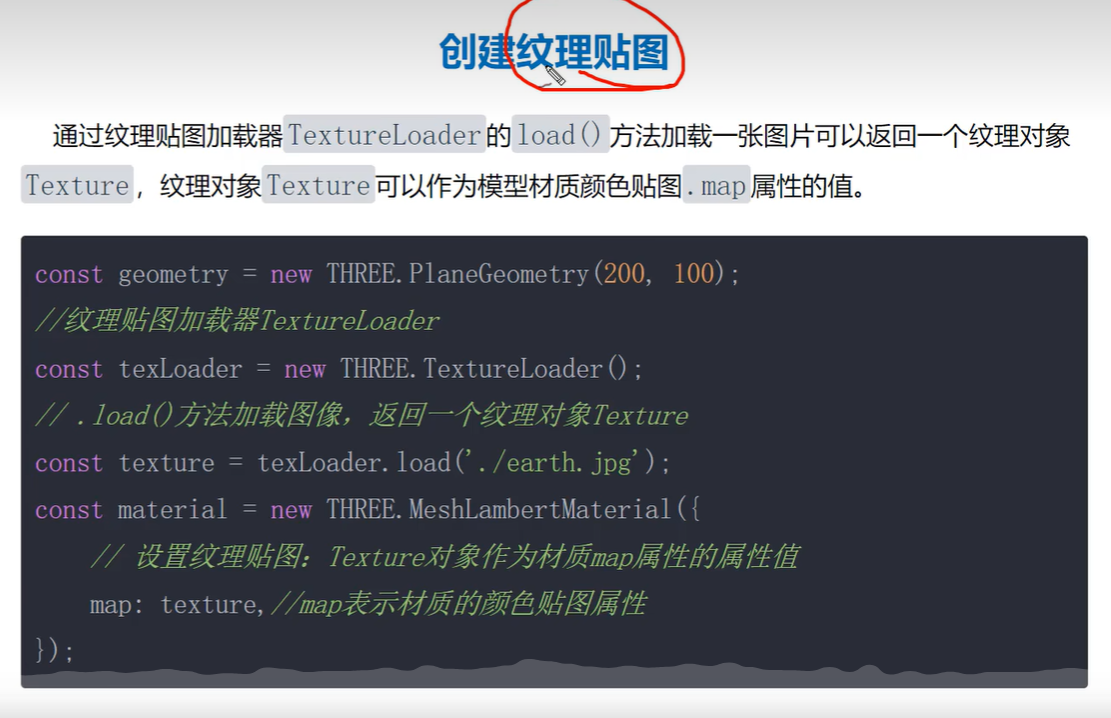 创建纹理贴图
通过纹理贴图加载器TextureLoader的load()方法加载一张图片可以返回一个纹理对象
Texture，纹理对象Texture可以作为模型材质颜色贴图.map属性的值。
const geometry = new THREE.PlaneGeometry(200, 100);
//纹理贴图加载器TextureLoader
const texLoader = new THREE.TextureLoader();
// .load()方法加载图像，返回一个纹理对象Texture
const texture = texLoader.load('./earth.jpg');
const material = new THREE.MeshLambertMaterial({
// 设置纹理贴图：Texture对象作为材质map属性的属性值
map: texture,//map表示材质的颜色贴图属性
});